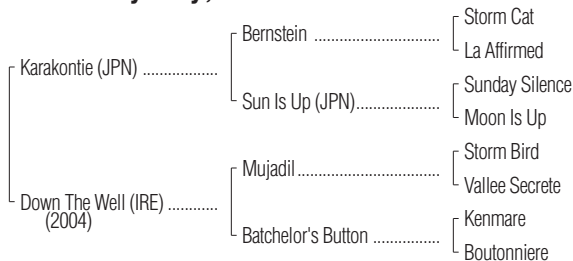 Storm Cat
Bernstein ........................
La Affirmed
Karakontie (JPN) ..................
Sunday Silence
Sun Is Up (JPN)....................
Moon Is Up
Storm Bird
Mujadil..................................
Vallee Secrete
Down The Well (IRE) ............
(2004)
Kenmare
Batchelor's Button ................
Boutonniere